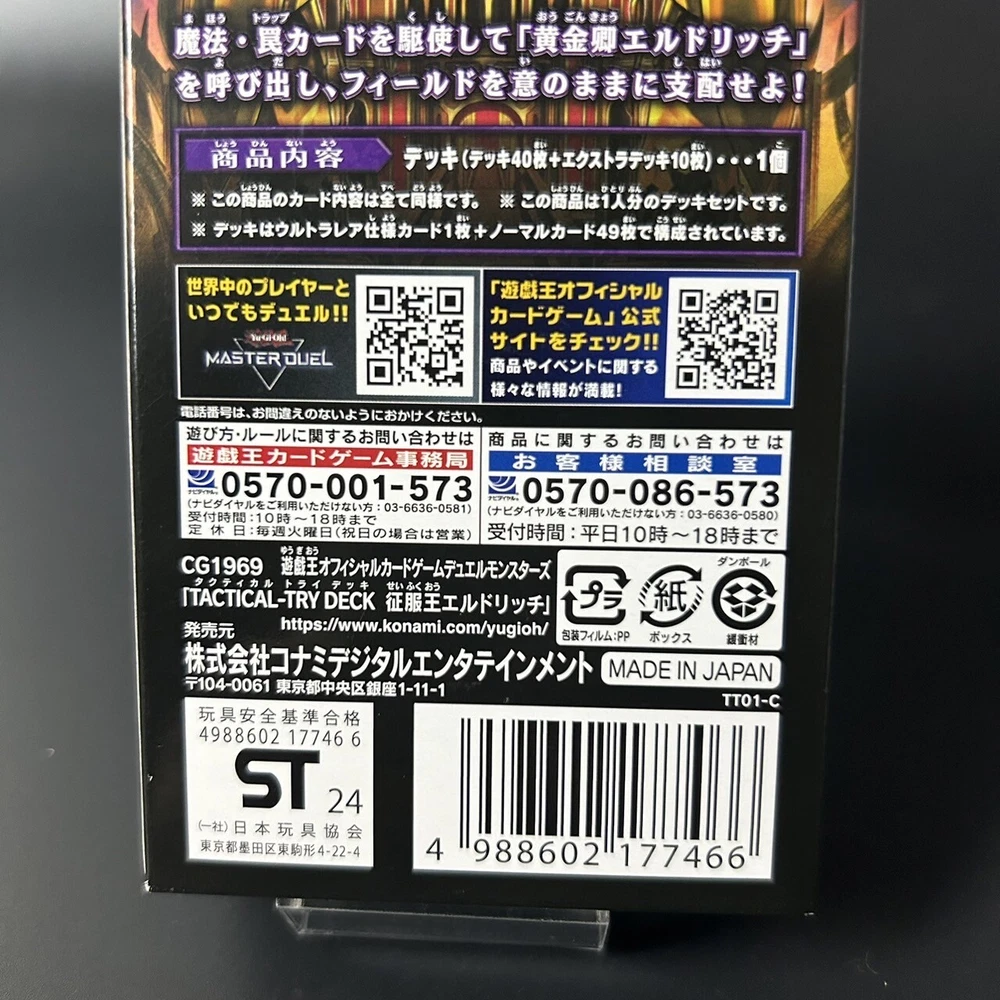 魔法・罠カードを駆使して「黄金卿エルドリッチ」
を呼び出し、フィールドを意のままに支配せよ!
商品内容 デッキ(デッキ40枚+エクストラデッキ10枚)・・・1個
※ この商品のカード内容は全て同様です。 ※ この商品は1人分のデッキセットです。
※ デッキはウルトラレア仕様カード1枚+ノーマルカード49枚で構成されています。
世界中のプレイヤーと
いつでもデュエル!!
Yu-Gi-Oh!
MASTER DUEL
「遊戯王オフィシャル
カードゲーム」公式
サイトをチェック!!
商品やイベントに関する
様々な情報が満載!
電話番号は、お間違えのないようにおかけください。
遊び方・ルールに関するお問い合わせは
遊戯王カードゲーム事務局
ナビダイヤル 0570-001-573
(ナビダイヤルをご利用いただけない方:03-6636-0581)
受付時間:10時~18時まで
定休日:毎週火曜日(祝日の場合は営業)
商品に関するお問い合わせは
お客様相談室
ナビダイヤル 0570-086-573
(ナビダイヤルをご利用いただけない方:03-6636-0580)
受付時間:平日10時~18時まで
CG1969 遊戯王オフィシャルカードゲームデュエルモンスターズ
「TACTICAL-TRY DECK 征服王エルドリッチ」
https://www.konami.com/yugioh/
発売元
株式会社コナミデジタルエンタテインメント
〒104-0061 東京都中央区銀座1-11-1
プラ
包装フィルム:PP
紙
ボックス
ダンボール
緩衝材
MADE IN JAPAN
TT01-C
玩具安全基準合格
4988602 17746 6
ST 24
(一社)日本玩具協会
東京都墨田区東駒形4-22-4
4 988602 177466